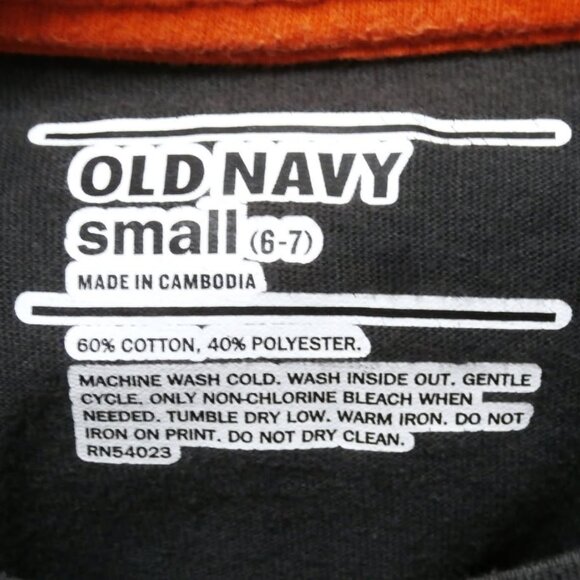 OLD NAVY
small (6-7)
MADE IN CAMBODIA
60% COTTON, 40% POLYESTER.
MACHINE WASH COLD. WASH INSIDE OUT. GENTLE
CYCLE. ONLY NON-CHLORINE BLEACH WHEN
NEEDED. TUMBLE DRY LOW. WARM IRON. DO NOT
IRON ON PRINT. DO NOT DRY CLEAN.
RN54023